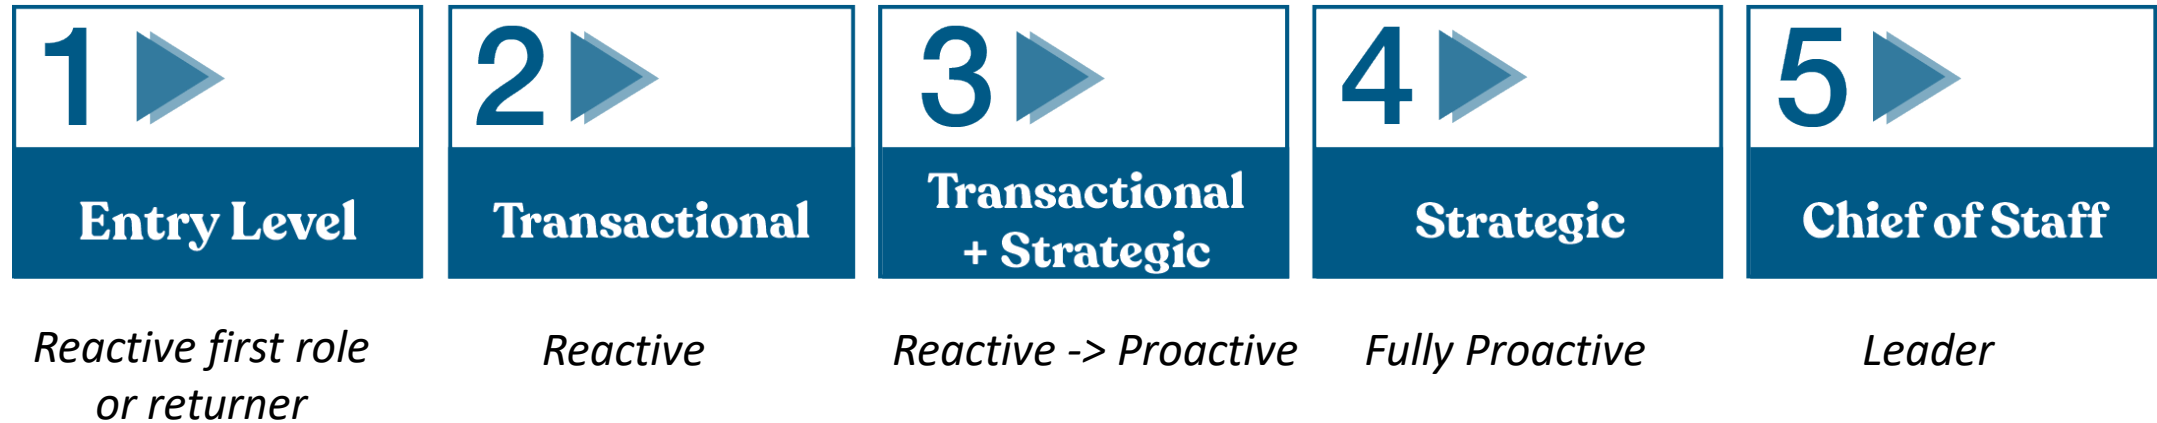 1
Entry Level
Reactive first role
or returner
2
Transactional
Reactive
3
Transactional
+ Strategic
Reactive -> Proactive
4
Strategic
Fully Proactive
5
Chief of Staff
Leader